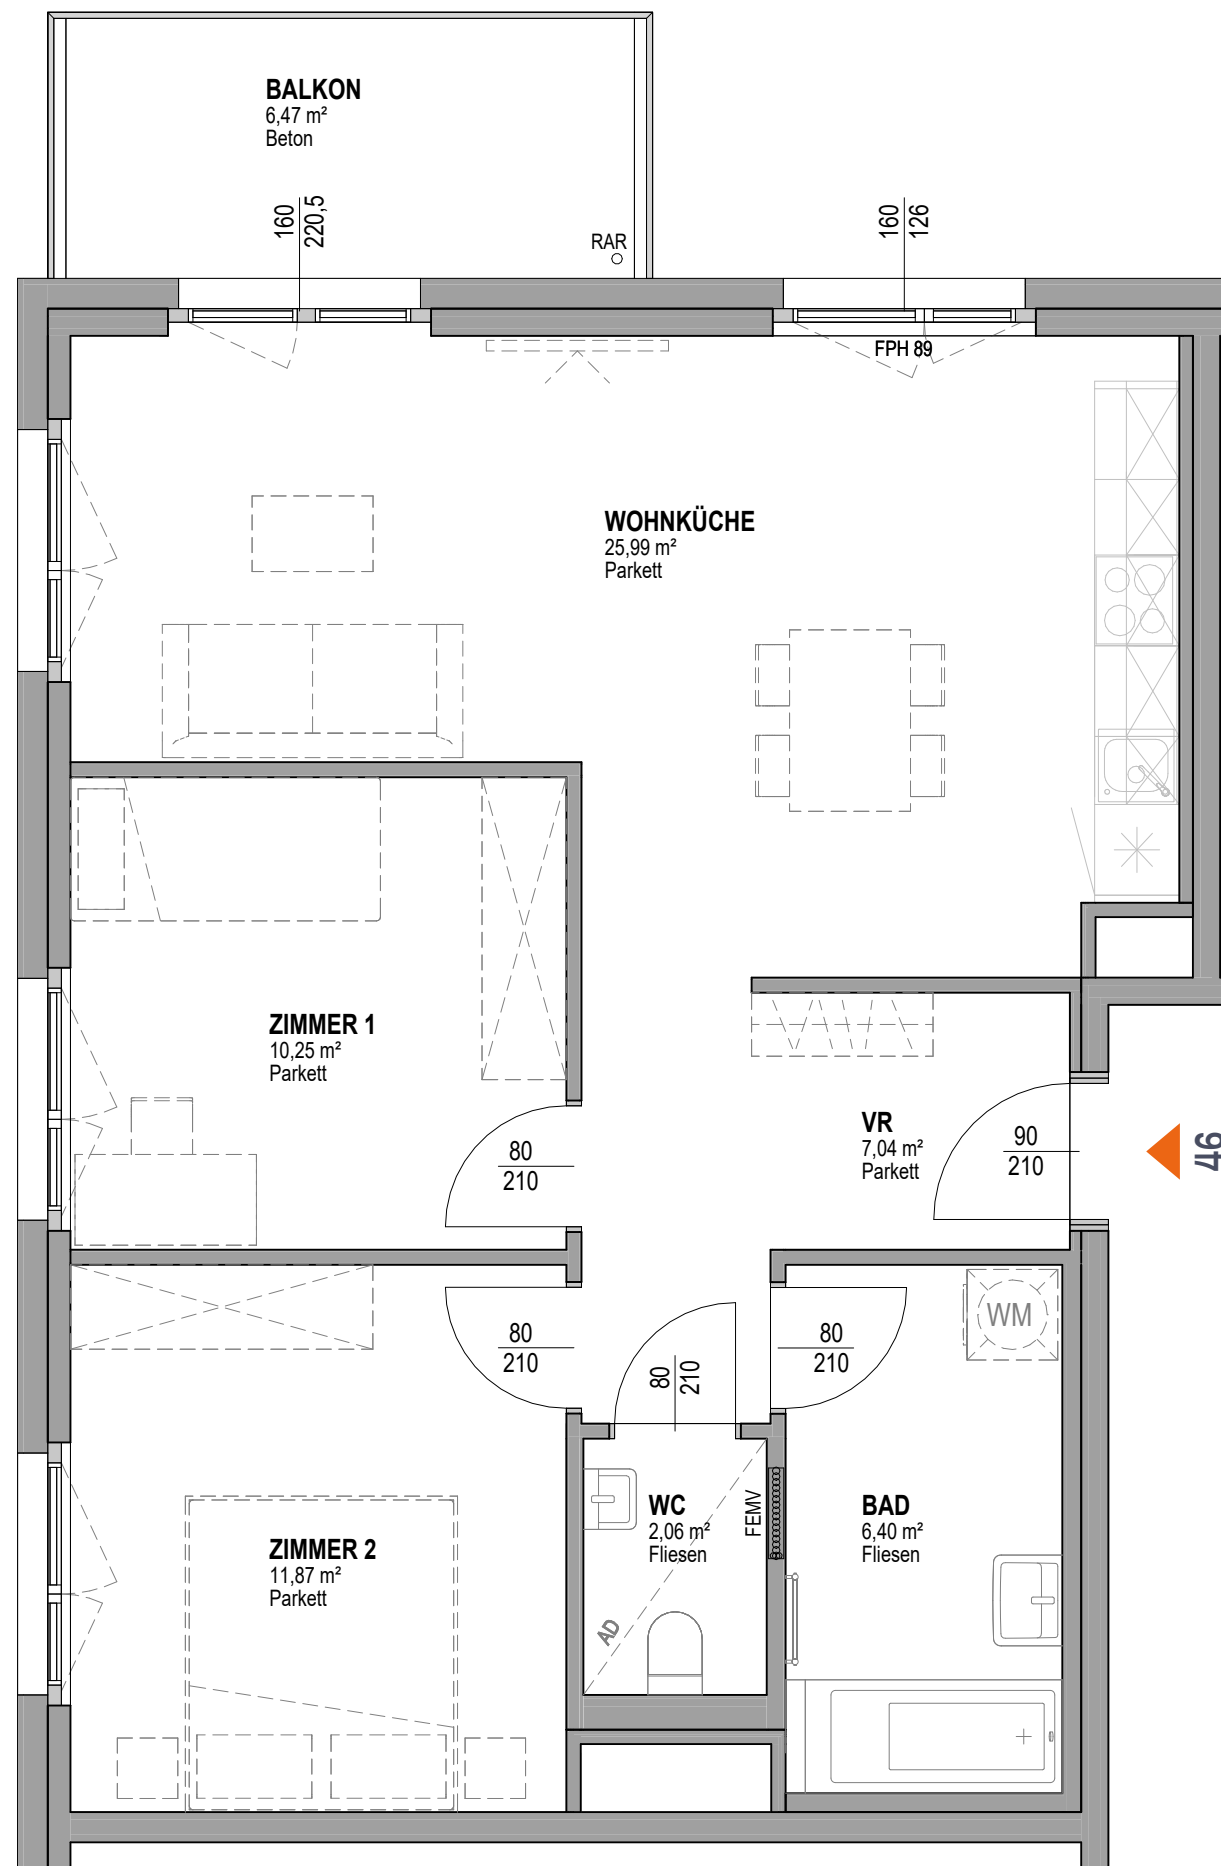 BALKON
6,47 m²
Beton
160
220,5
RAR
160
126
FPH 89
WOHNKÜCHE
25,99 m²
Parkett
ZIMMER 1
10,25 m²
Parkett
80
210
VR
7,04 m²
Parkett
90
210
46
80
210
80
210
80
210
WM
ZIMMER 2
11,87 m²
Parkett
WC
2,06 m²
Fliesen
FEMV
AD
BAD
6,40 m²
Fliesen